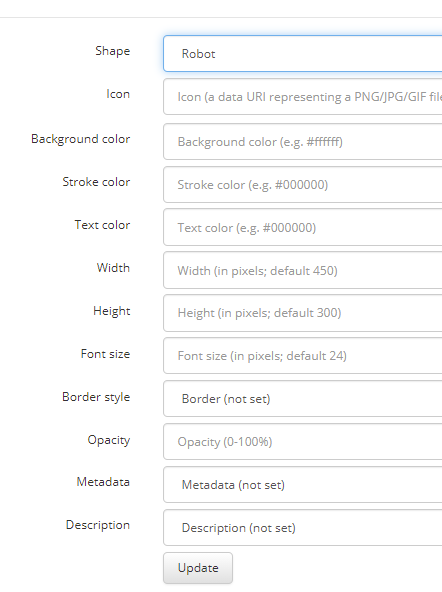 Shape Robot
Icon Icon (a data URI representing a PNG/JPG/GIF file
Background color Background color (e.g. #ffffff)
Stroke color Stroke color (e.g. #000000)
Text color Text color (e.g. #000000)
Width Width (in pixels; default 450)
Height Height (in pixels; default 300)
Font size Font size (in pixels; default 24)
Border style Border (not set)
Opacity Opacity (0-100%)
Metadata Metadata (not set)
Description Description (not set)
Update